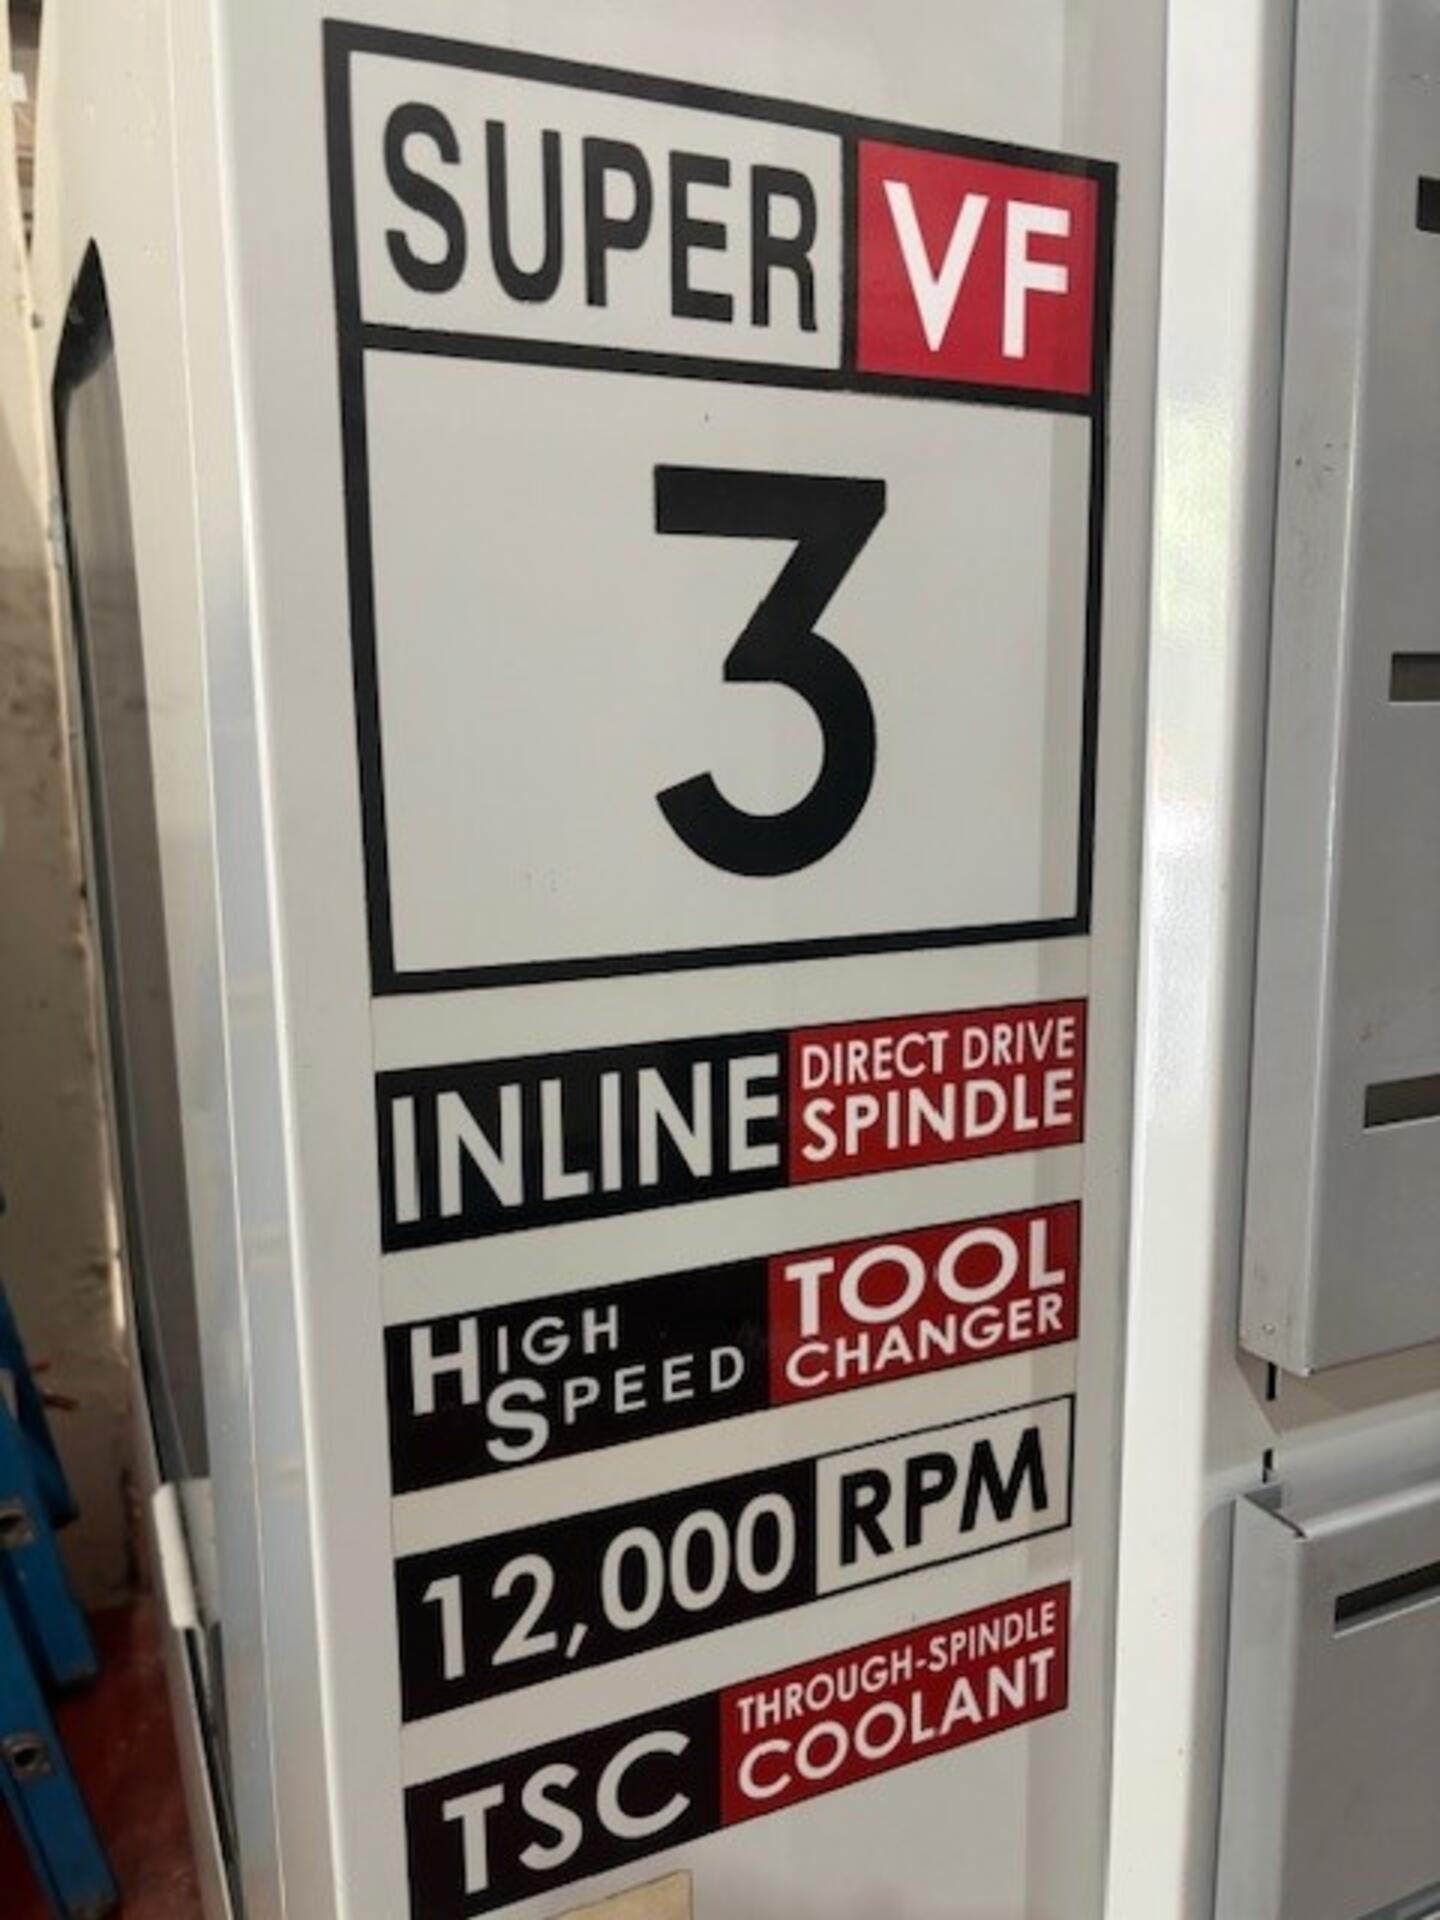 SUPER VF
3
INLINE DIRECT DRIVE
SPINDLE
HIGH
SPEED TOOL
CHANGER
12,000 RPM
TSC THROUGH-SPINDLE
COOLANT